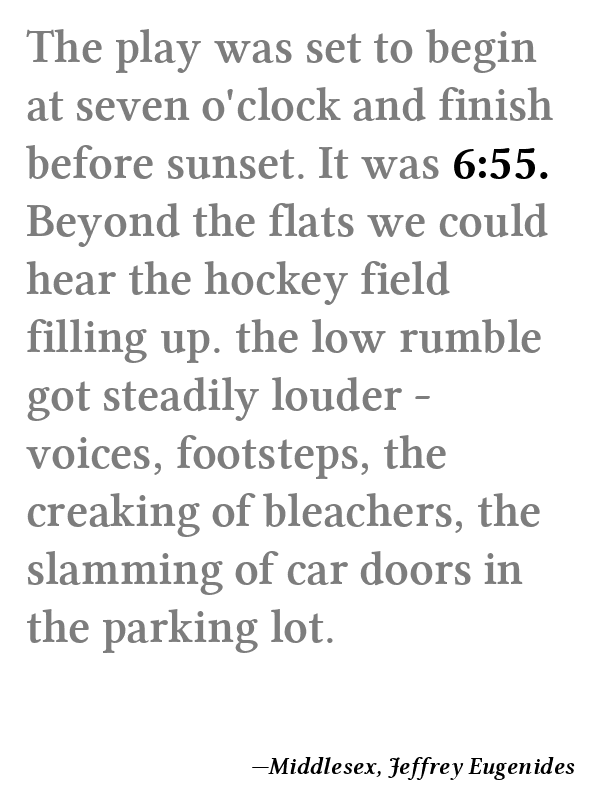 The play was set to begin
at seven o'clock and finish
before sunset. It was 6:55.
Beyond the flats we could
hear the hockey field
filling up. the low rumble
got steadily louder -
voices, footsteps, the
creaking of bleachers, the
slamming of car doors in
the parking lot.
—Middlesex, Jeffrey Eugenides